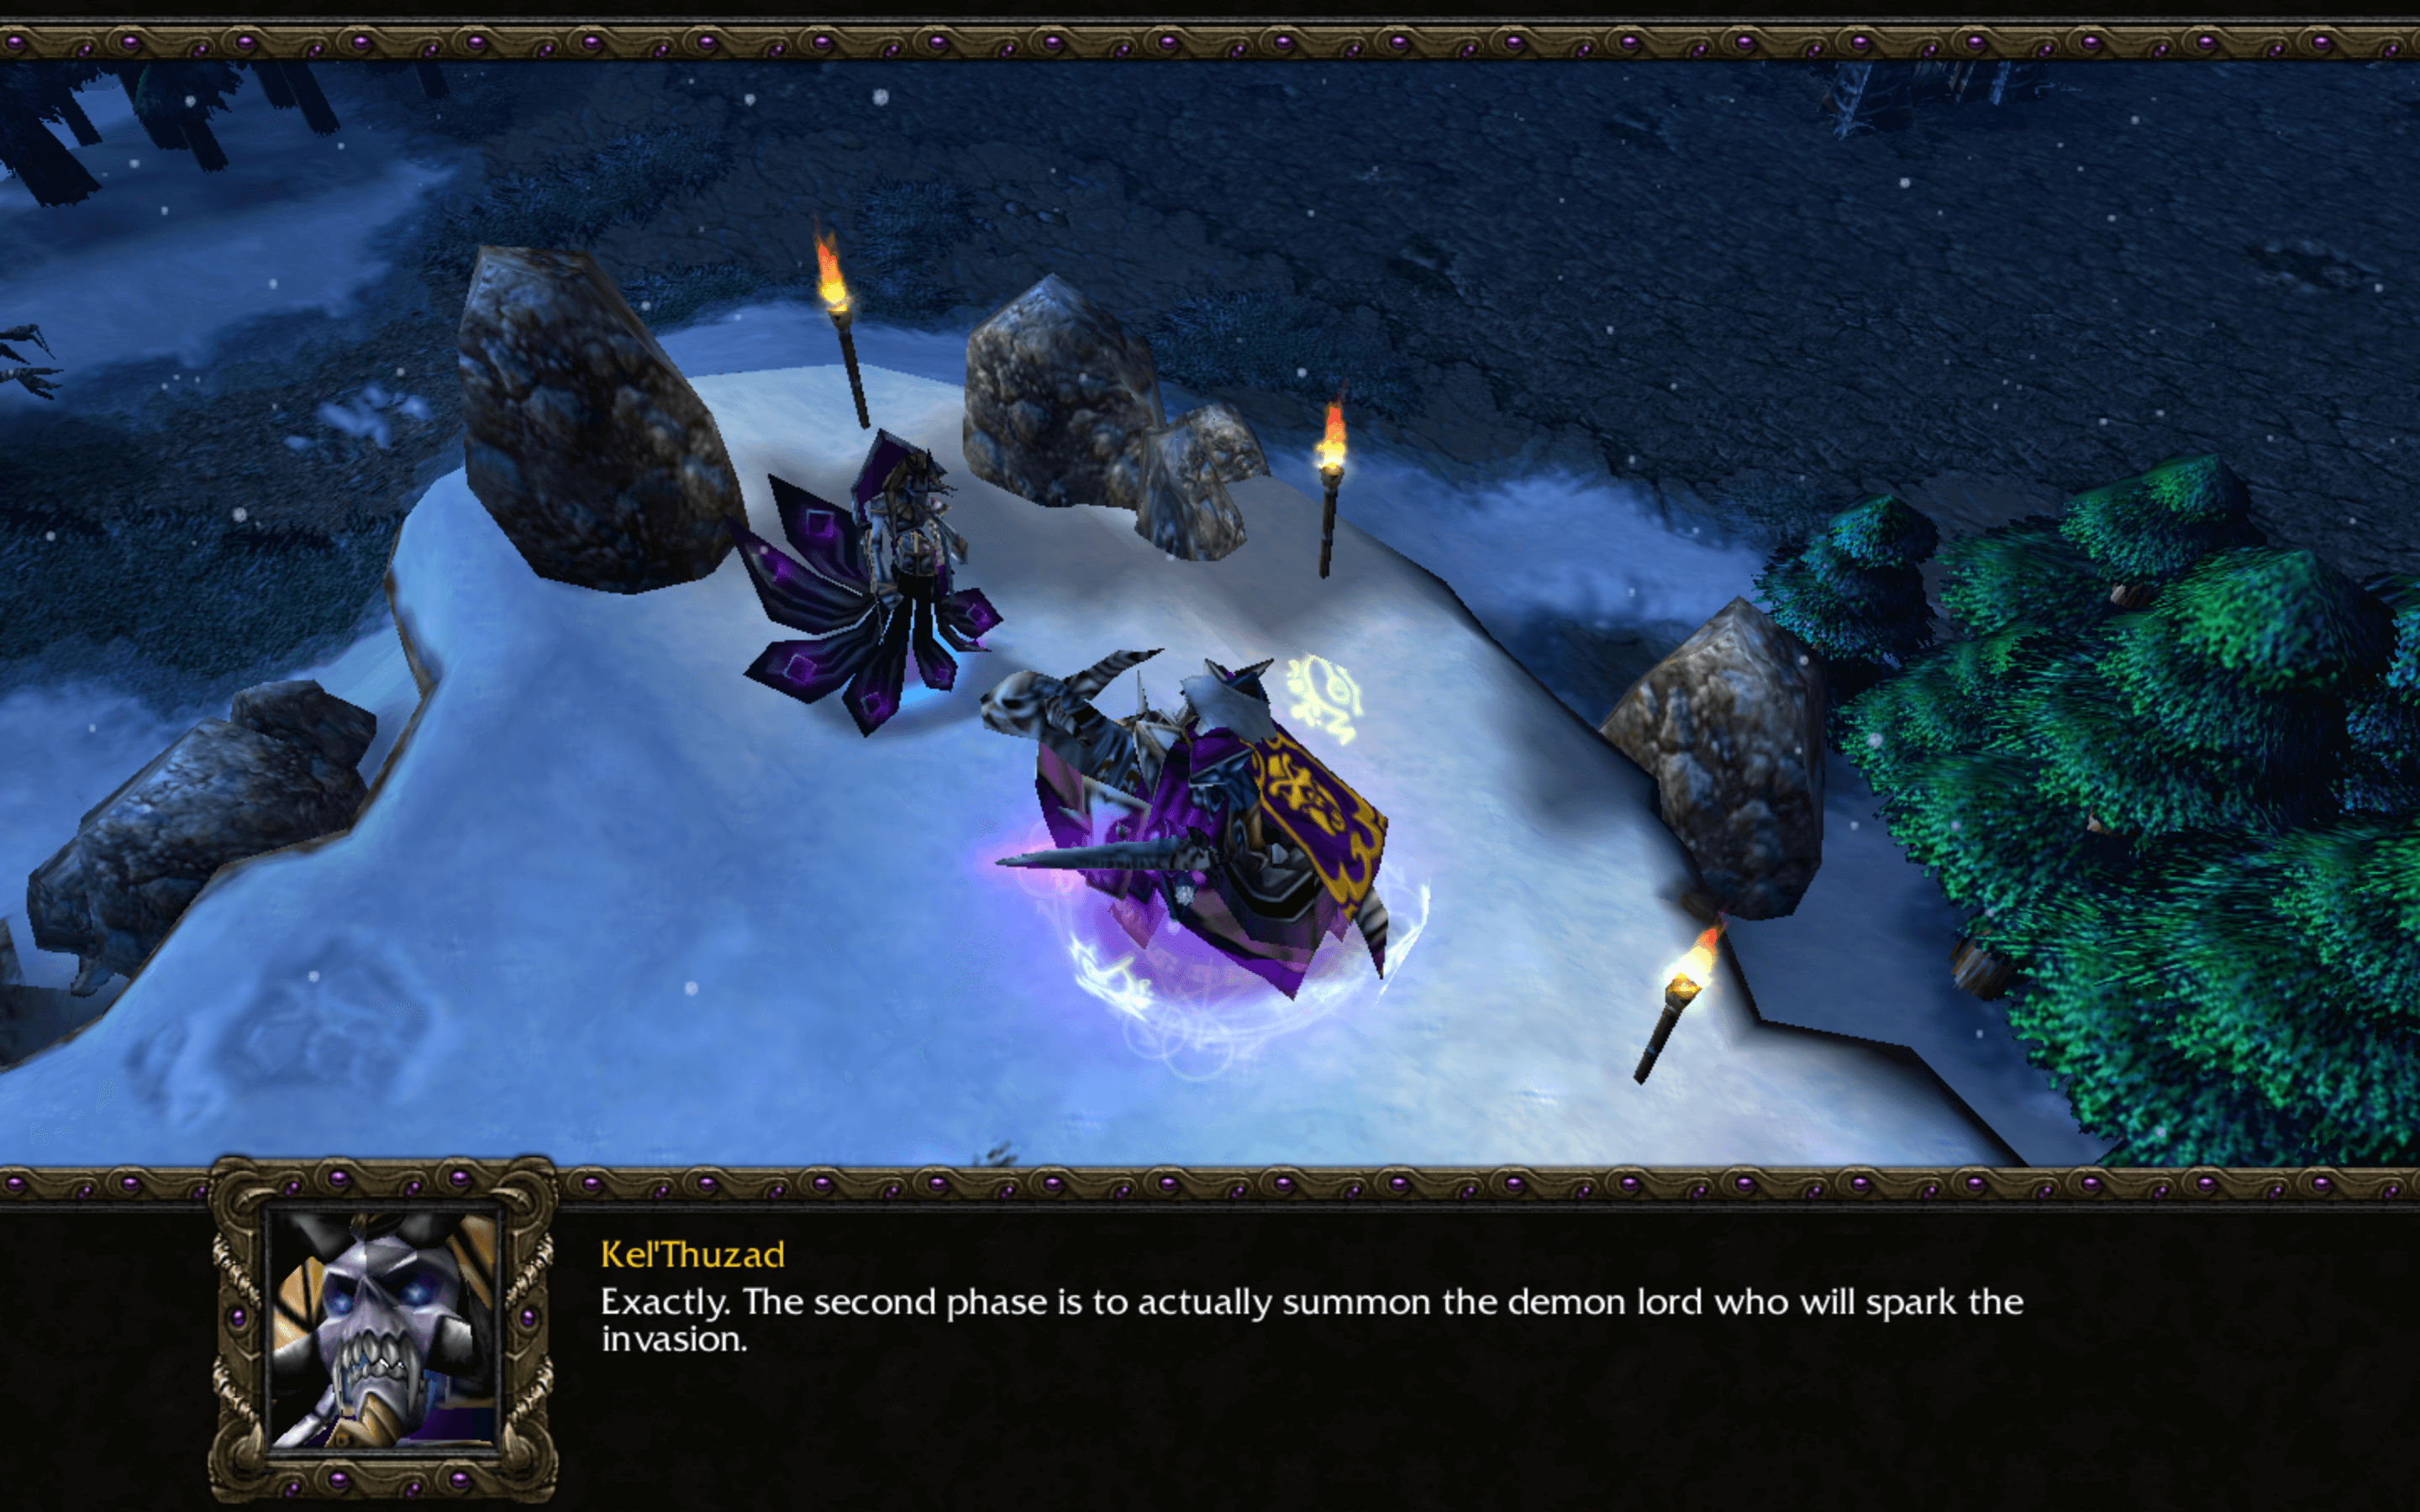 Kel'Thuzad
Exactly. The second phase is to actually summon the demon lord who will spark the
invasion.